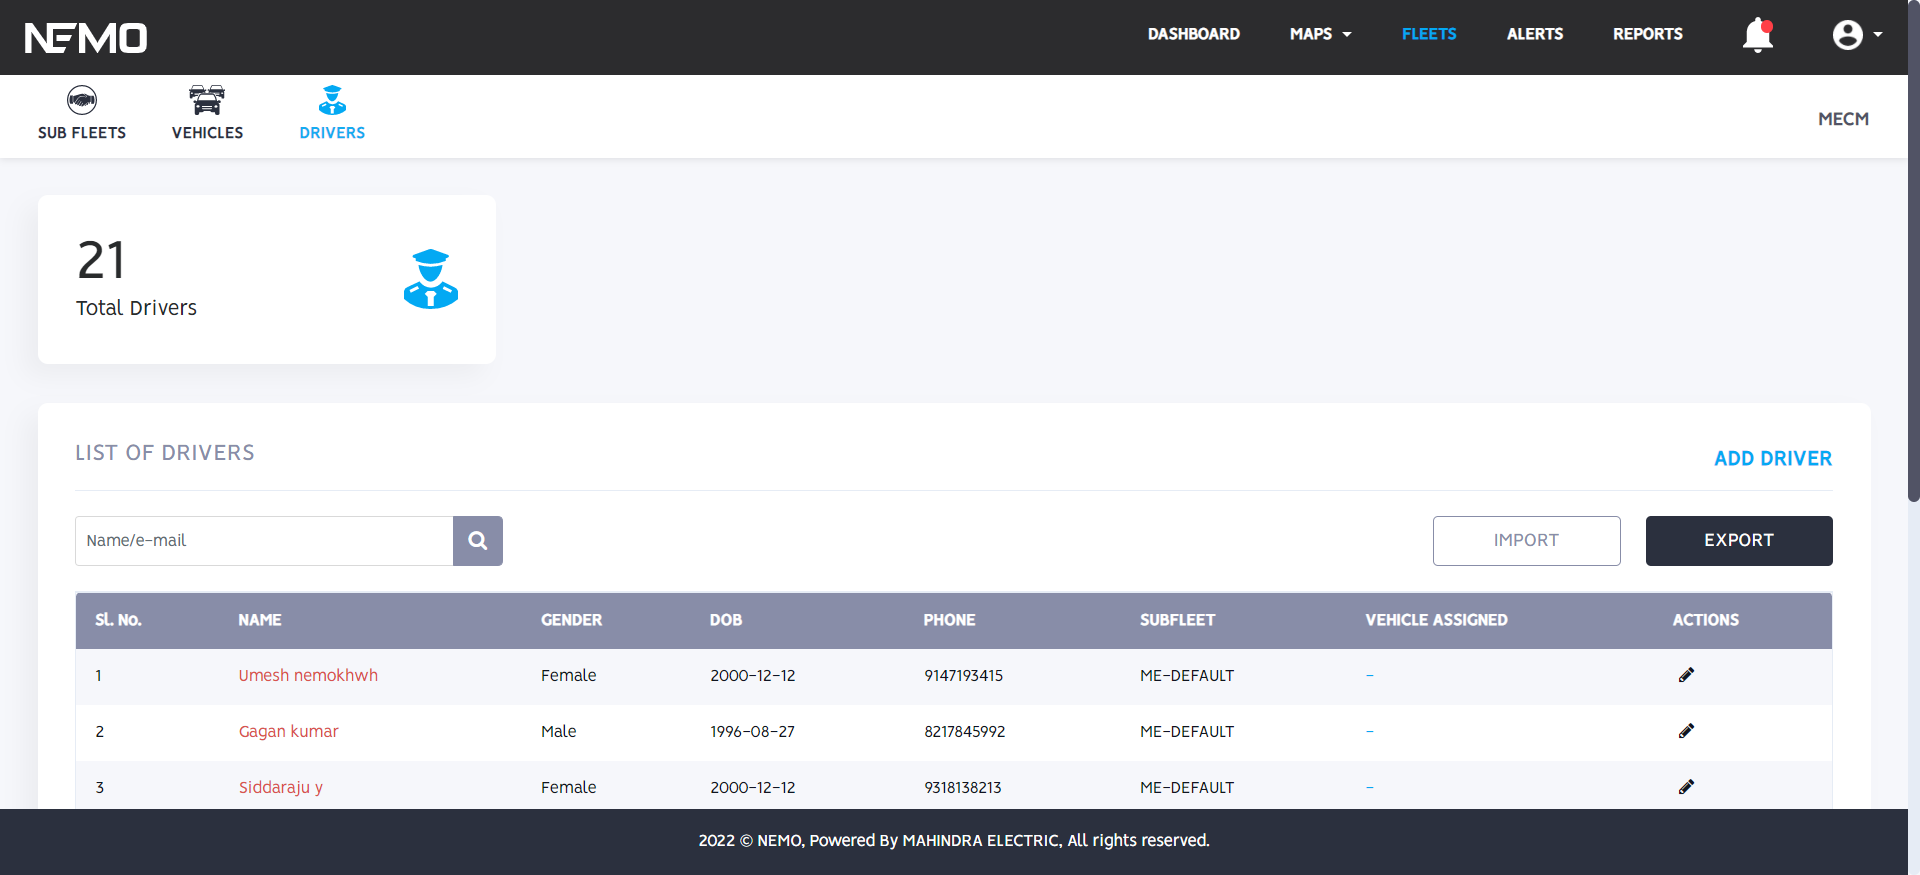 NEMO
DASHBOARD MAPS FLEETS ALERTS REPORTS
SUB FLEETS VEHICLES DRIVERS
MECM
21
Total Drivers
LIST OF DRIVERS
ADD DRIVER
Name/e-mail
IMPORT EXPORT
Sl. No. NAME GENDER DOB PHONE SUBFLEET VEHICLE ASSIGNED ACTIONS
1 Umesh nemokhwh Female 2000-12-12 9147193415 ME-DEFAULT -
2 Gagan kumar Male 1996-08-27 8217845992 ME-DEFAULT -
3 Siddaraju y Female 2000-12-12 9318138213 ME-DEFAULT -
2022 © NEMO, Powered By MAHINDRA ELECTRIC, All rights reserved.